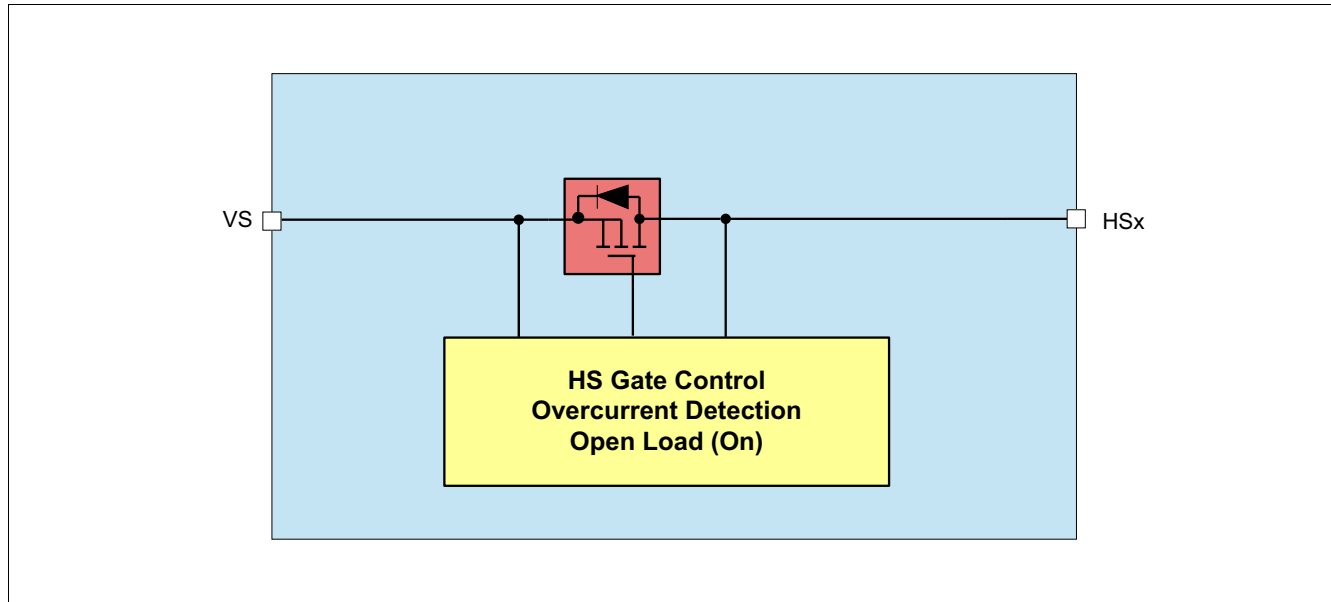 VS
HSx
HS Gate Control
Overcurrent Detection
Open Load (On)